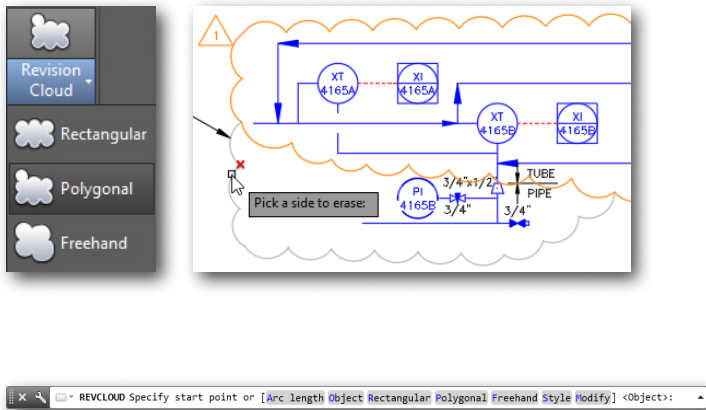 Revision
Cloud
Rectangular
Polygonal
Freehand
1
XT
4165A
XI
4165A
XT
4165B
XI
4165B
TUBE
PIPE
3/4"x1/2"
PI
4165B
3/4"
3/4"
Pick a side to erase:
REVCLOUD Specify start point or [Arc length Object Rectangular Polygonal Freehand Style Modify] <Object>: